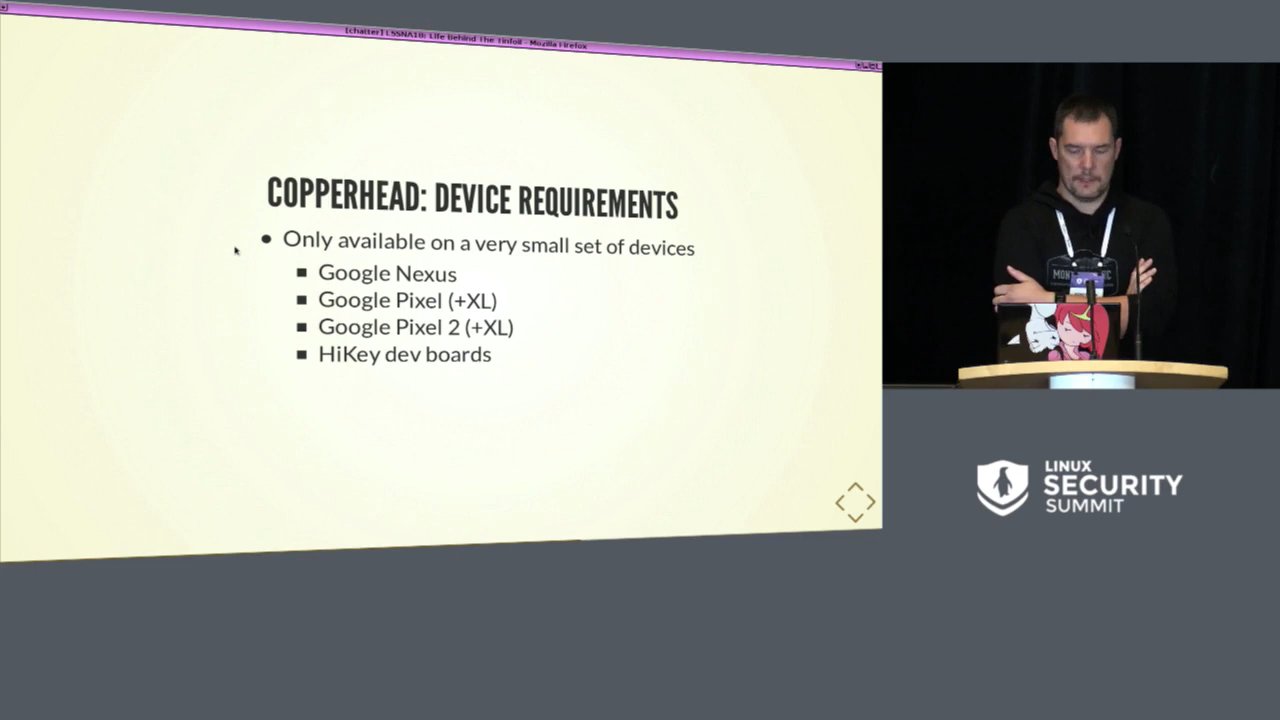 [chatter] LSSNA18: Life Behind The Tinfoil - Mozilla Firefox
COPPERHEAD: DEVICE REQUIREMENTS
Only available on a very small set of devices
Google Nexus
Google Pixel (+XL)
Google Pixel 2 (+XL)
HiKey dev boards
LINUX
SECURITY
SUMMIT